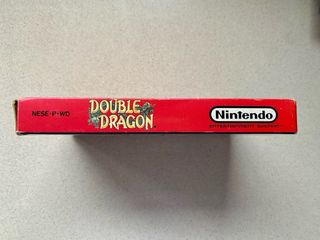 NESE-P-WD
DOUBLE
DRAGON
Nintendo
ENTERTAINMENT SYSTEM